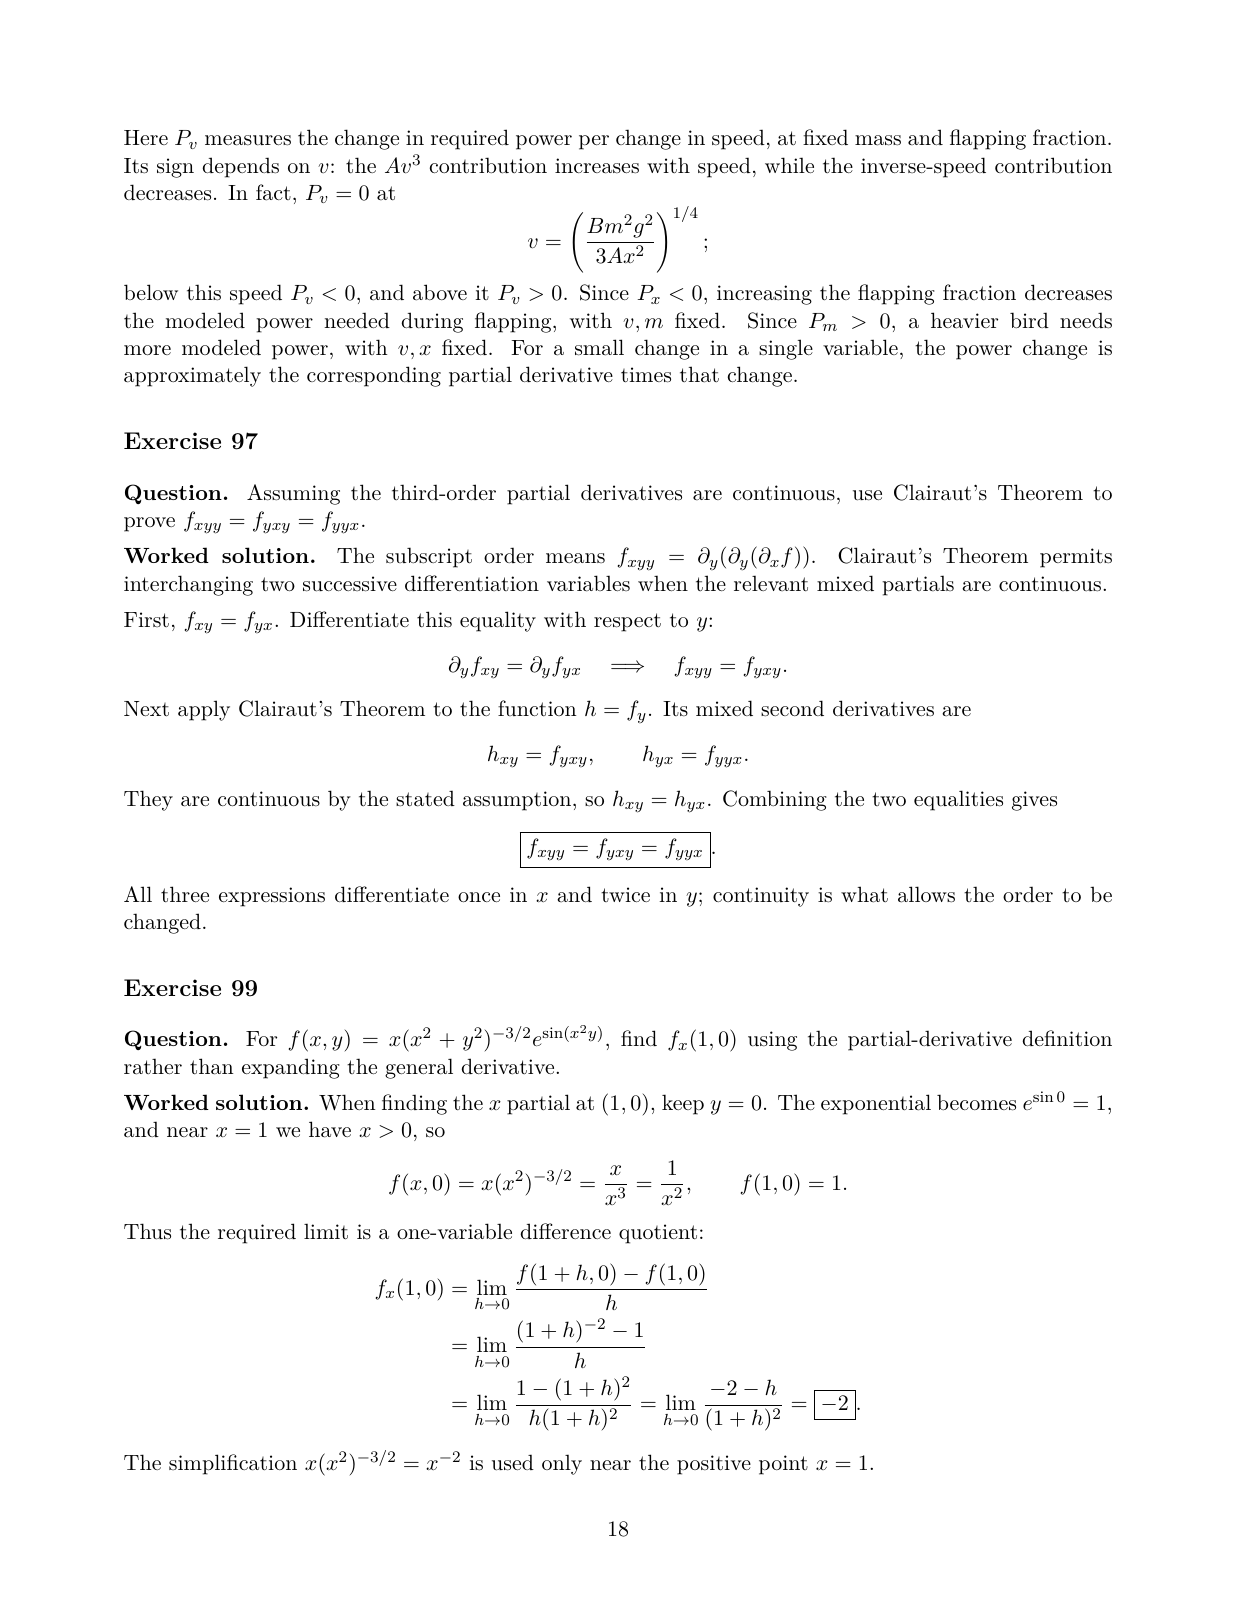 Here $P_v$ measures the change in required power per change in speed, at fixed mass and flapping fraction.
Its sign depends on $v$: the $Av^3$ contribution increases with speed, while the inverse-speed contribution
decreases. In fact, $P_v = 0$ at
$$v = \left(\frac{Bm^2g^2}{3Ax^2}\right)^{1/4};$$
below this speed $P_v < 0$, and above it $P_v > 0$. Since $P_x < 0$, increasing the flapping fraction decreases
the modeled power needed during flapping, with $v, m$ fixed. Since $P_m > 0$, a heavier bird needs
more modeled power, with $v, x$ fixed. For a small change in a single variable, the power change is
approximately the corresponding partial derivative times that change.
Exercise 97
Question. Assuming the third-order partial derivatives are continuous, use Clairaut's Theorem to
prove $f_{xyy} = f_{yxy} = f_{yyx}$.
Worked solution. The subscript order means $f_{xyy} = \partial_y(\partial_y(\partial_x f))$. Clairaut's Theorem permits
interchanging two successive differentiation variables when the relevant mixed partials are continuous.
First, $f_{xy} = f_{yx}$. Differentiate this equality with respect to $y$:
$$\partial_y f_{xy} = \partial_y f_{yx} \quad \Longrightarrow \quad f_{xyy} = f_{yxy}.$$
Next apply Clairaut's Theorem to the function $h = f_y$. Its mixed second derivatives are
$$h_{xy} = f_{yxy}, \qquad h_{yx} = f_{yyx}.$$
They are continuous by the stated assumption, so $h_{xy} = h_{yx}$. Combining the two equalities gives
$$\boxed{f_{xyy} = f_{yxy} = f_{yyx}}.$$
All three expressions differentiate once in $x$ and twice in $y$; continuity is what allows the order to be
changed.
Exercise 99
Question. For $f(x, y) = x(x^2 + y^2)^{-3/2}e^{\sin(x^2y)}$, find $f_x(1, 0)$ using the partial-derivative definition
rather than expanding the general derivative.
Worked solution. When finding the $x$ partial at $(1, 0)$, keep $y = 0$. The exponential becomes $e^{\sin 0} = 1$,
and near $x = 1$ we have $x > 0$, so
$$f(x, 0) = x(x^2)^{-3/2} = \frac{x}{x^3} = \frac{1}{x^2}, \qquad f(1, 0) = 1.$$
Thus the required limit is a one-variable difference quotient:
$$f_x(1, 0) = \lim_{h \to 0} \frac{f(1 + h, 0) - f(1, 0)}{h}$$
$$= \lim_{h \to 0} \frac{(1 + h)^{-2} - 1}{h}$$
$$= \lim_{h \to 0} \frac{1 - (1 + h)^2}{h(1 + h)^2} = \lim_{h \to 0} \frac{-2 - h}{(1 + h)^2} = \boxed{-2}.$$
The simplification $x(x^2)^{-3/2} = x^{-2}$ is used only near the positive point $x = 1$.
18